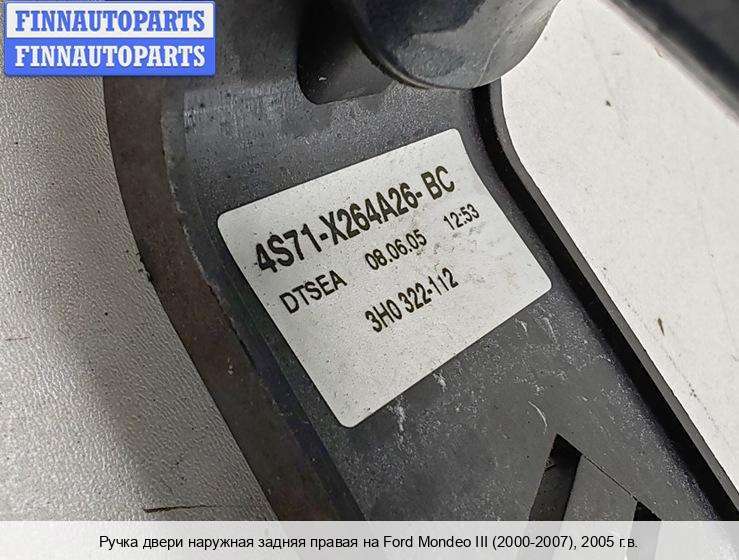 FINNAUTOPARTS
FINNAUTOPARTS
4S71-X264A26-BC
DTSEA 08.06.05 12:53
3H0 322-112
Ручка двери наружная задняя правая на Ford Mondeo III (2000-2007), 2005 г.в.